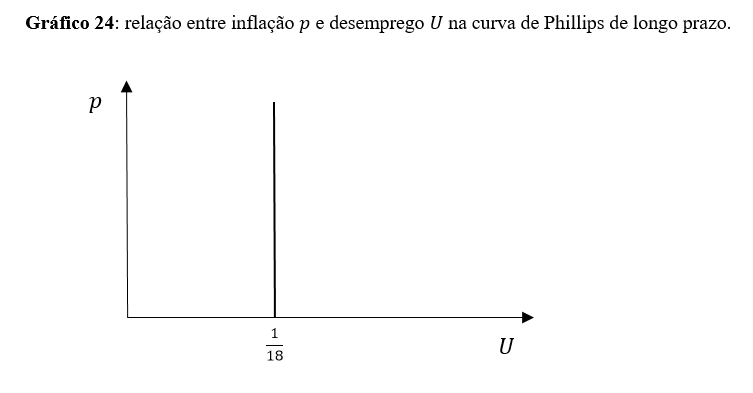 Gráfico 24: relação entre inflação p e desemprego U na curva de Phillips de longo prazo.
p
1
18
U